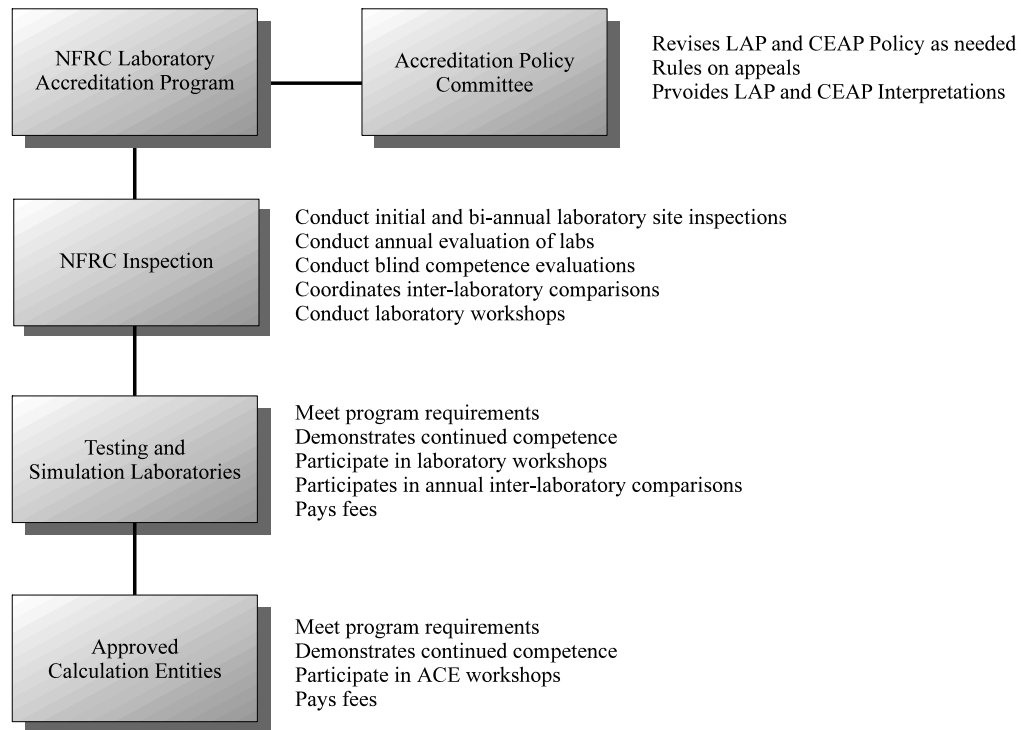 NFRC Laboratory
Accreditation Program
Accreditation Policy
Committee
Revises LAP and CEAP Policy as needed
Rules on appeals
Prvoides LAP and CEAP Interpretations
NFRC Inspection
Conduct initial and bi-annual laboratory site inspections
Conduct annual evaluation of labs
Conduct blind competence evaluations
Coordinates inter-laboratory comparisons
Conduct laboratory workshops
Testing and
Simulation Laboratories
Meet program requirements
Demonstrates continued competence
Participate in laboratory workshops
Participates in annual inter-laboratory comparisons
Pays fees
Approved
Calculation Entities
Meet program requirements
Demonstrates continued competence
Participate in ACE workshops
Pays fees